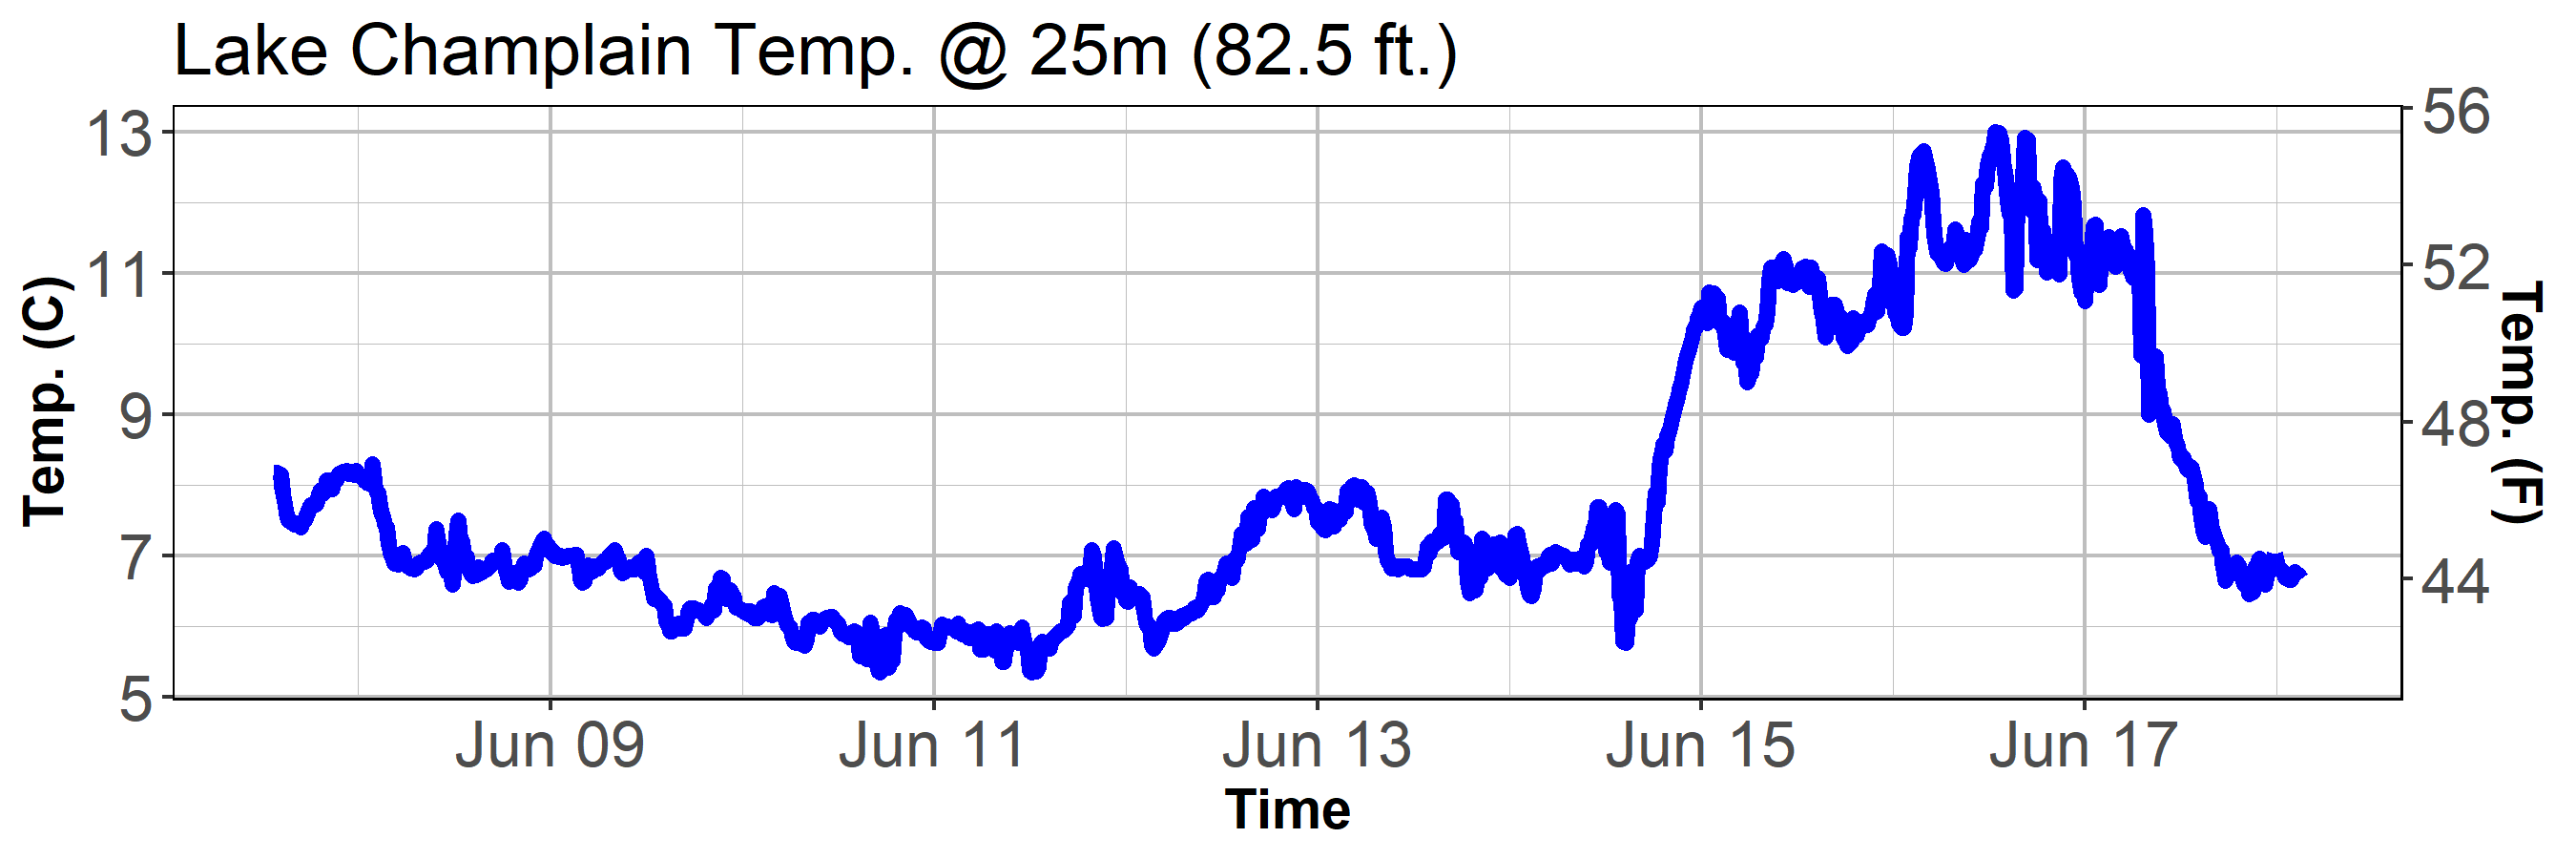 Lake Champlain Temp. @ 25m (82.5 ft.)
13
11
9
7
5
Temp. (C)
56
52
48
44
Temp. (F)
Jun 09 Jun 11 Jun 13 Jun 15 Jun 17
Time